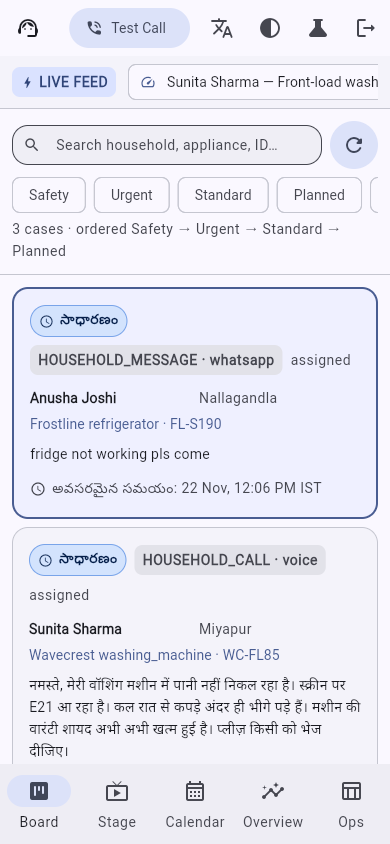 Test Call
LIVE FEED
Sunita Sharma — Front-load wash
Search household, appliance, ID...
Safety
Urgent
Standard
Planned
3 cases · ordered Safety → Urgent → Standard →
Planned
సాధారణం
HOUSEHOLD_MESSAGE · whatsapp
assigned
Anusha Joshi
Nallagandla
Frostline refrigerator · FL-S190
fridge not working pls come
అవసరమైన సమయం: 22 Nov, 12:06 PM IST
సాధారణం
HOUSEHOLD_CALL · voice
assigned
Sunita Sharma
Miyapur
Wavecrest washing_machine · WC-FL85
नमस्ते, मेरी वॉशिंग मशीन में पानी नहीं निकल रहा है। स्क्रीन पर
E21 आ रहा है। कल रात से कपड़े अंदर ही भीगे पड़े हैं। मशीन की
वारंटी शायद अभी अभी खत्म हुई है। प्लीज़ किसी को भेज
दीजिए।
Board
Stage
Calendar
Overview
Ops